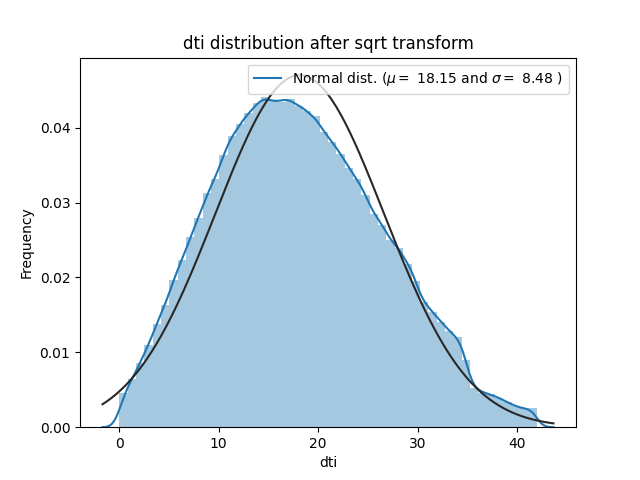 dti distribution after sqrt transform
Normal dist. (μ = 18.15 and σ = 8.48 )
Frequency
0.04
0.03
0.02
0.01
0.00
0 10 20 30 40
dti